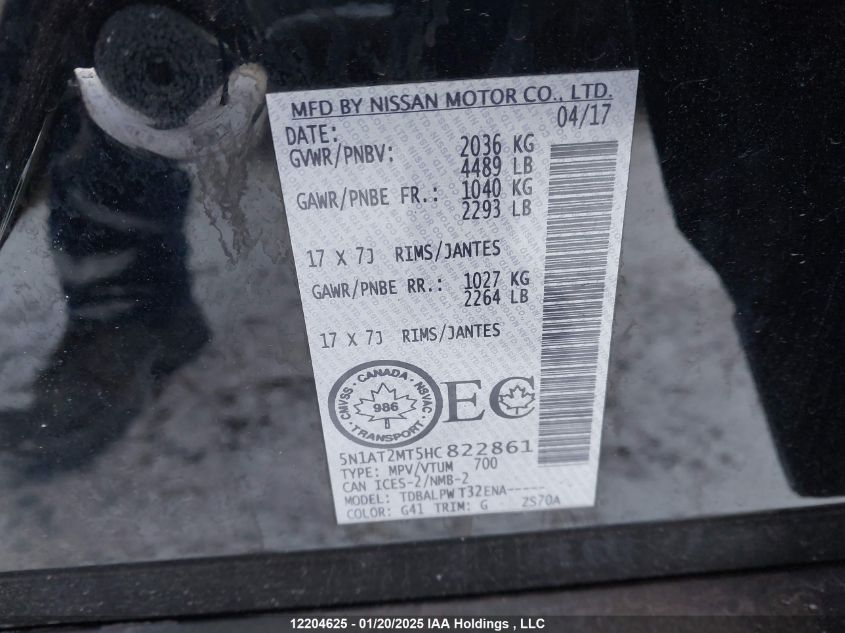 MFD BY NISSAN MOTOR CO., LTD.
DATE: 04/17
GVWR/PNBV: 2036 KG
4489 LB
GAWR/PNBE FR.: 1040 KG
2293 LB
17 X 7J RIMS/JANTES
GAWR/PNBE RR.: 1027 KG
2264 LB
17 X 7J RIMS/JANTES
CMVSS · CANADA · NSVAC
986
· TRANSPORT ·
EC
5N1AT2MT5HC822861
TYPE: MPV/VTUM 700
CAN ICES-2/NMB-2
MODEL: TDBALPW T32ENA-----
COLOR: G41 TRIM: G 2S70A
12204625 - 01/20/2025 IAA Holdings , LLC